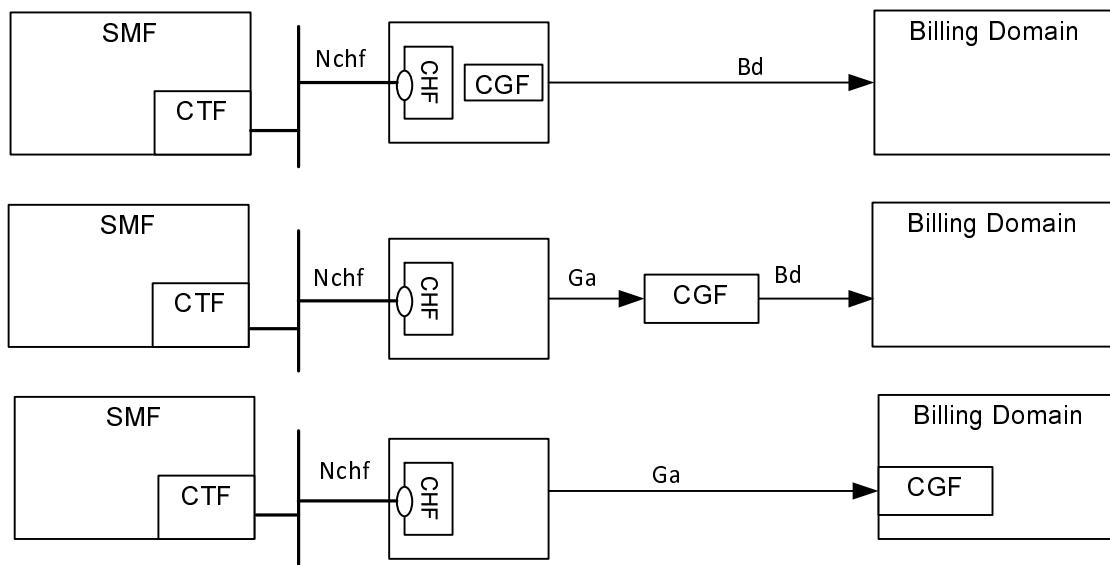 SMF
CTF
Nchf
CHF
CGF
Bd
Billing Domain
SMF
CTF
Nchf
CHF
Ga
CGF
Bd
Billing Domain
SMF
CTF
Nchf
CHF
Ga
Billing Domain
CGF